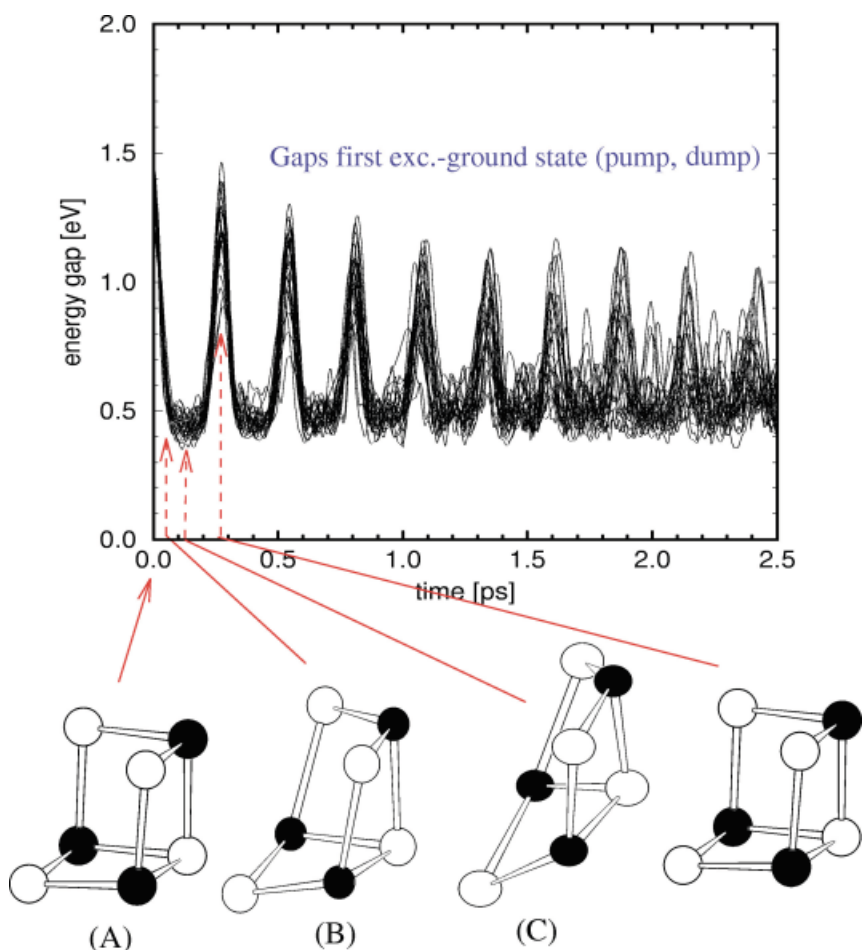 2.0
Gaps first exc.-ground state (pump, dump)
1.5
1.0
0.5
0.0
energy gap [eV]
0.0 0.5 1.0 1.5 2.0 2.5
time [ps]
(A) (B) (C)